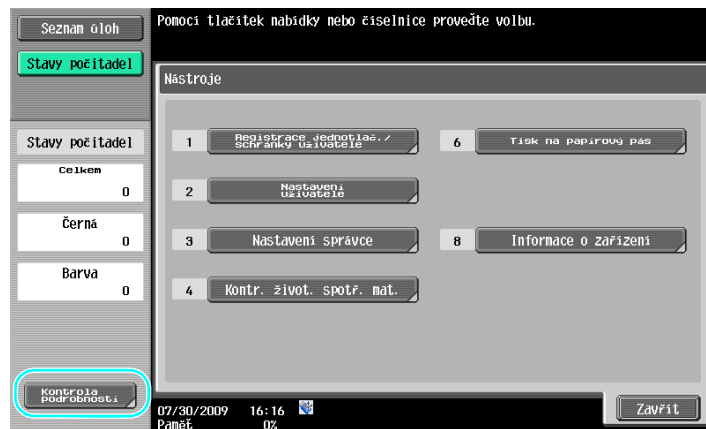 Seznam úloh
Stavy počitadel
Pomocí tlačítek nabídky nebo číselnice proveďte volbu.
Nástroje
Stavy počitadel
Celkem
0
Černá
0
Barva
0
1 Registrace jednotlač./
schránky uživatele
2 Nastavení
uživatele
3 Nastavení správce
4 Kontr. život. spotř. mat.
6 Tisk na papírový pás
8 Informace o zařízení
Kontrola
podrobností
07/30/2009 16:16
Paměť 0%
Zavřít